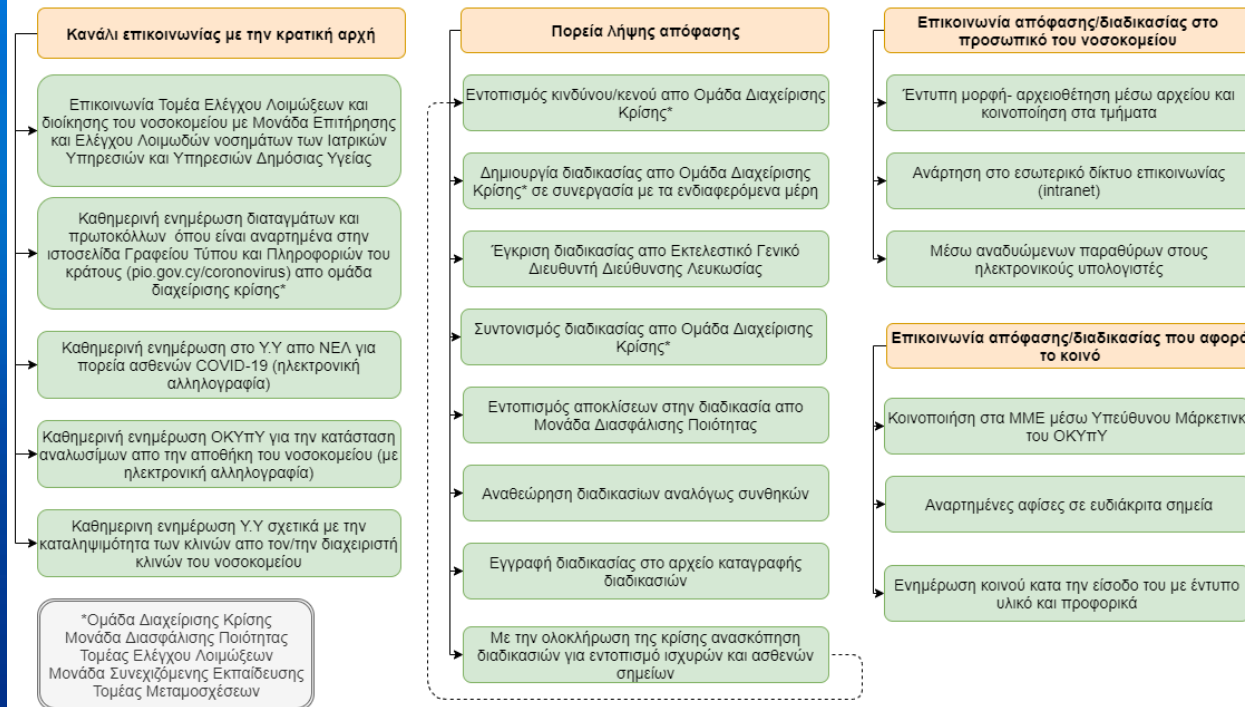 Κανάλι επικοινωνίας με την κρατική αρχή
Επικοινωνία Τομέα Ελέγχου Λοιμώξεων και
διοίκησης του νοσοκομείου με Μονάδα Επιτήρησης
και Ελέγχου Λοιμωδών νοσημάτων των Ιατρικών
Υπηρεσιών και Υπηρεσιών Δημόσιας Υγείας
Καθημερινή ενημέρωση διαταγμάτων και
πρωτοκόλλων όπου είναι αναρτημένα στην
ιστοσελίδα Γραφείου Τύπου και Πληροφοριών του
κράτους (pio.gov.cy/coronovirus) απο ομάδα
διαχείρισης κρίσης*
Καθημερινή ενημέρωση στο Υ.Υ απο ΝΕΛ για
πορεία ασθενών COVID-19 (ηλεκτρονική
αλληλογραφία)
Καθημερινή ενημέρωση ΟΚΥπΥ για την κατάσταση
αναλωσίμων απο την αποθήκη του νοσοκομείου (με
ηλεκτρονική αλληλογραφία)
Καθημερινη ενημέρωση Υ.Υ σχετικά με την
καταληψιμότητα των κλινών απο τον/την διαχειριστή
κλινών του νοσοκομείου
*Ομάδα Διαχείρισης Κρίσης
Μονάδα Διασφάλισης Ποιότητας
Τομέας Ελέγχου Λοιμώξεων
Μονάδα Συνεχιζόμενης Εκπαίδευσης
Τομέας Μεταμοσχέσεων
Πορεία Λήψης απόφασης
Εντοπισμός κινδύνου/κενού απο Ομάδα Διαχείρισης
Κρίσης*
Δημιουργία διαδικασίας απο Ομάδα Διαχείρισης
Κρίσης* σε συνεργασία με τα ενδιαφερόμενα μέρη
Έγκριση διαδικασίας απο Εκτελεστικό Γενικό
Διευθυντή Διεύθυνσης Λευκωσίας
Συντονισμός διαδικασίας απο Ομάδα Διαχείρισης
Κρίσης*
Εντοπισμός αποκλίσεων στην διαδικασία απο
Μονάδα Διασφάλισης Ποιότητας
Αναθεώρηση διαδικασίων αναλόγως συνθηκών
Εγγραφή διαδικασίας στο αρχείο καταγραφής
διαδικασιών
Με την ολοκλήρωση της κρίσης ανασκόπηση
διαδικασιών για εντοπισμό ισχυρών και ασθενών
σημείων
Επικοινωνία απόφασης/διαδικασίας στο
προσωπικό του νοσοκομείου
Έντυπη μορφή- αρχειοθέτηση μέσω αρχείου και
κοινοποίηση στα τμήματα
Ανάρτηση στο εσωτερικό δίκτυο επικοινωνίας
(intranet)
Μέσω αναδυώμενων παραθύρων στους
ηλεκτρονικούς υπολογιστές
Επικοινωνία απόφασης/διαδικασίας που αφορά
το κοινό
Κοινοποιήση στα ΜΜΕ μέσω Υπεύθυνου Μάρκετινκ
του ΟΚΥπΥ
Αναρτημένες αφίσες σε ευδιάκριτα σημεία
Ενημέρωση κοινού κατα την είσοδο του με έντυπο
υλικό και προφορικά